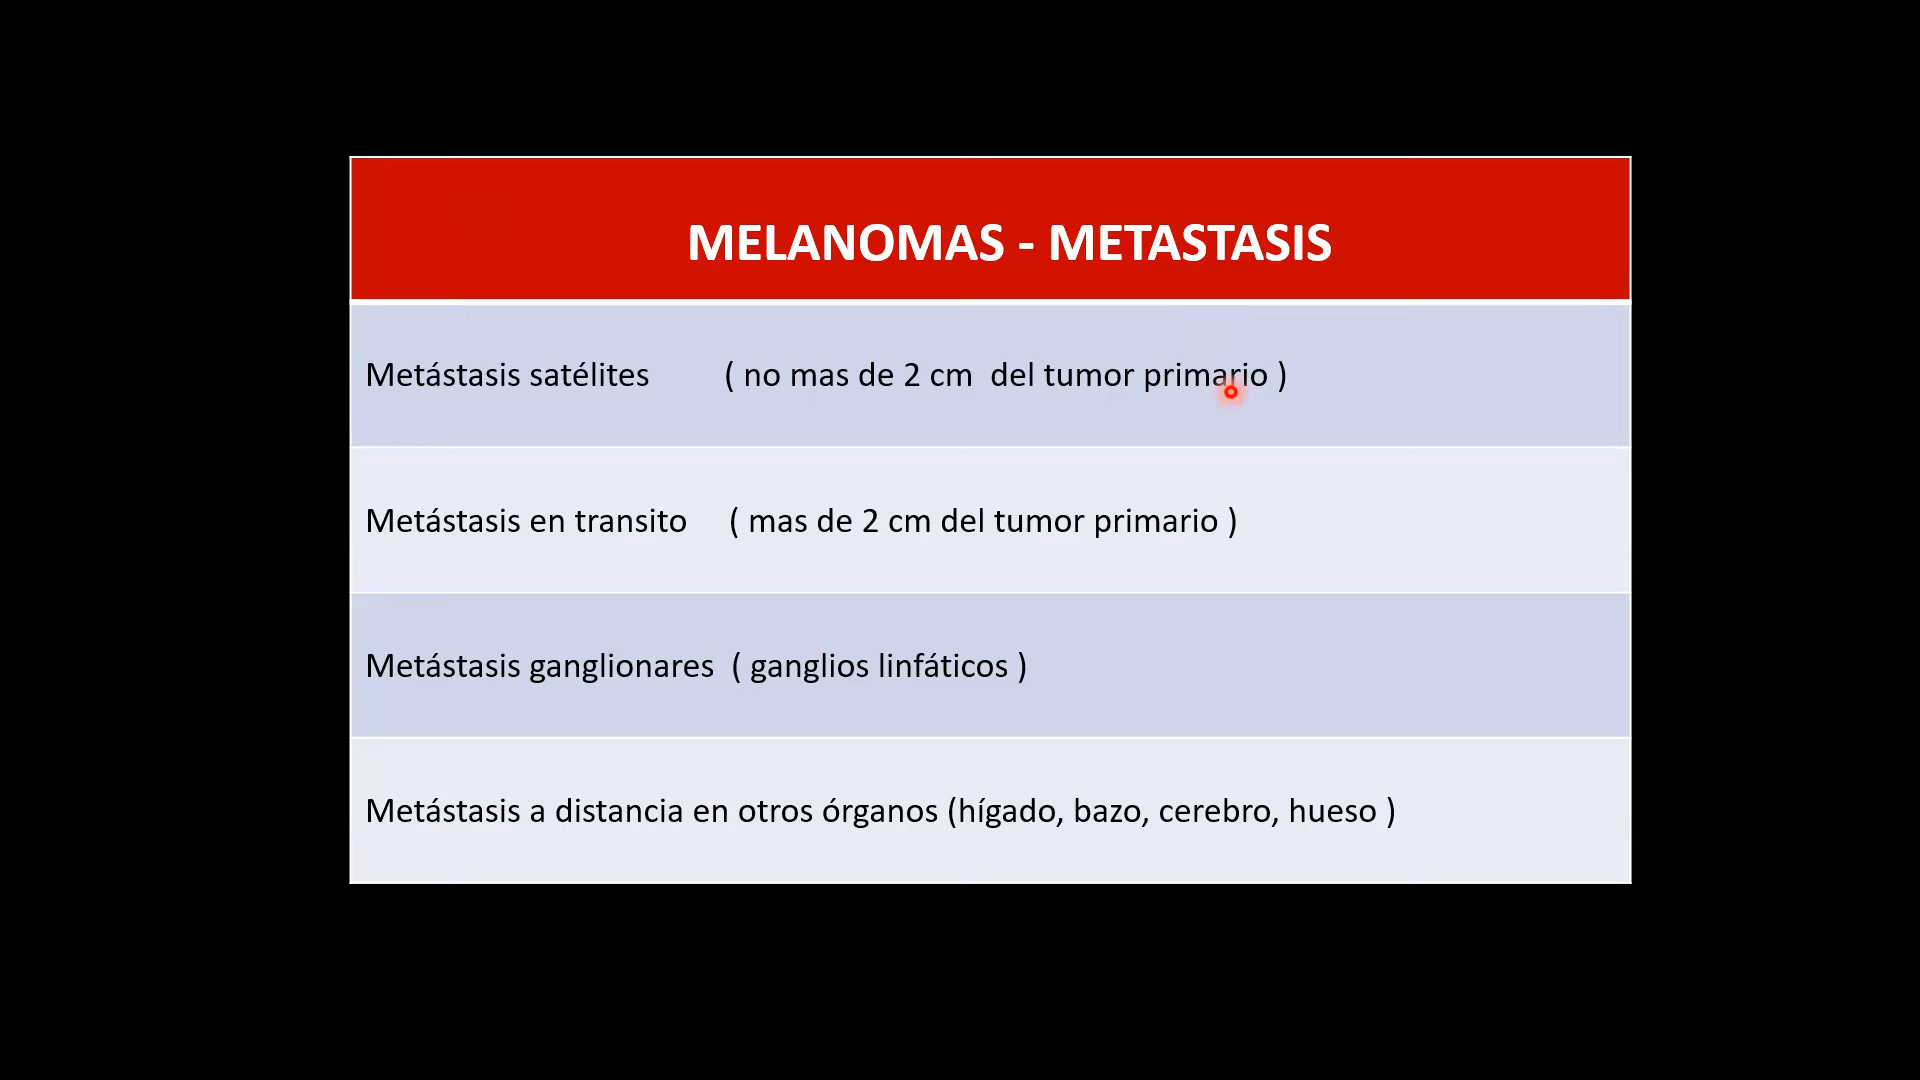 MELANOMAS - METASTASIS
Metástasis satélites ( no mas de 2 cm del tumor primario )
Metástasis en transito ( mas de 2 cm del tumor primario )
Metástasis ganglionares ( ganglios linfáticos )
Metástasis a distancia en otros órganos (hígado, bazo, cerebro, hueso )